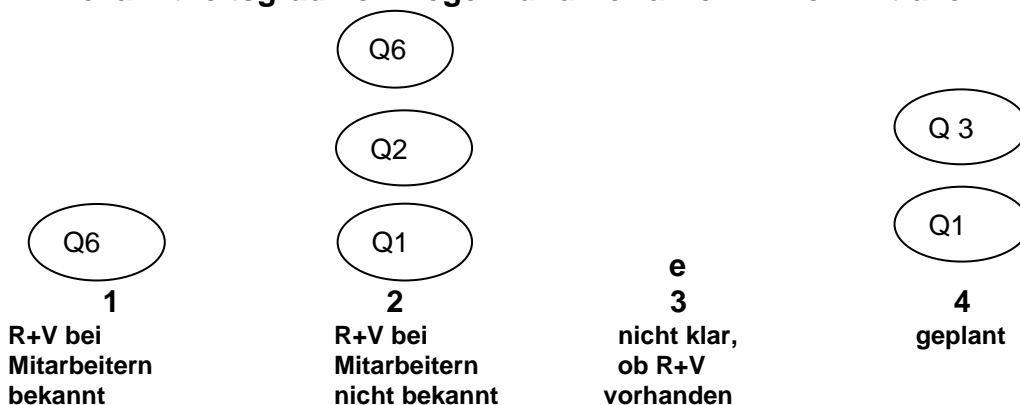 Q6
Q2
Q 3
Q6
Q1
Q1
e
1
2
3
4
R+V bei
Mitarbeitern
bekannt
R+V bei
Mitarbeitern
nicht bekannt
nicht klar,
ob R+V
vorhanden
geplant